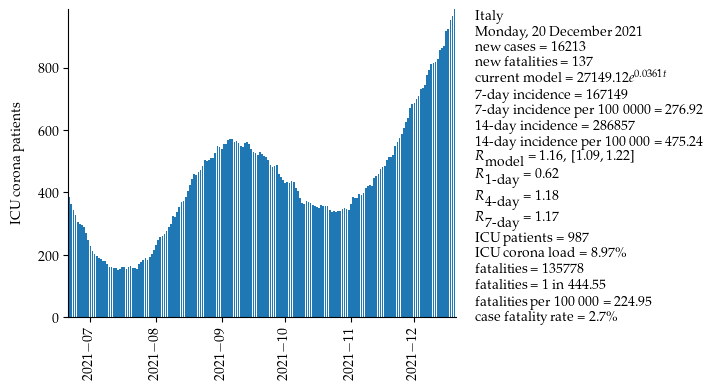 ICU corona patients
800
600
400
200
0
2021−07
2021−08
2021−09
2021−10
2021−11
2021−12
Italy
Monday, 20 December 2021
new cases = 16213
new fatalities = 137
current model = 27149.12e^0.0361t
7-day incidence = 167149
7-day incidence per 100 0000 = 276.92
14-day incidence = 286857
14-day incidence per 100 000 = 475.24
R_model = 1.16, [1.09, 1.22]
R_1-day = 0.62
R_4-day = 1.18
R_7-day = 1.17
ICU patients = 987
ICU corona load = 8.97%
fatalities = 135778
fatalities = 1 in 444.55
fatalities per 100 000 = 224.95
case fatality rate = 2.7%